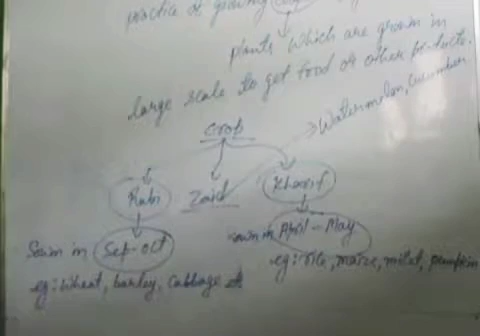 practice of growing
plants which are grown in
large scale to get food or other products.
→ Watermelon, cucumber
Crop
Rabi
Zaid
Kharif
Sown in Sep-oct
sown in April - May
eg: wheat, barley, cabbage
eg: rice, maize, millet, pumpkin